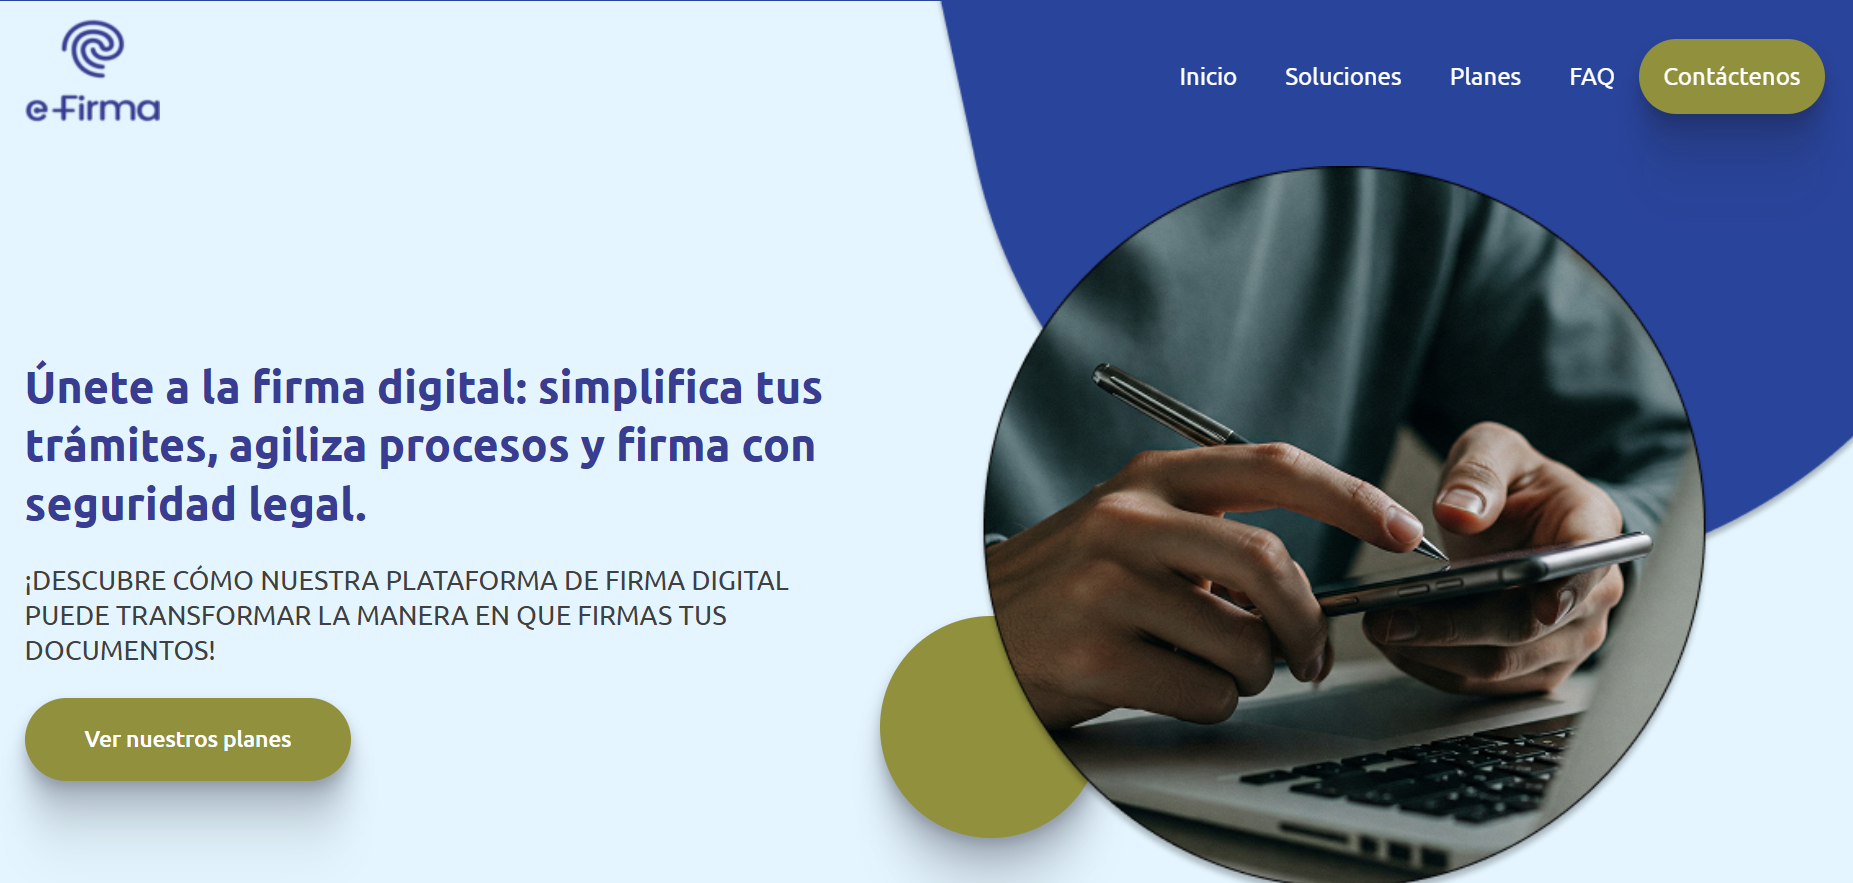 e-Firma
Inicio Soluciones Planes FAQ Contáctenos
Únete a la firma digital: simplifica tus
trámites, agiliza procesos y firma con
seguridad legal.
¡DESCUBRE CÓMO NUESTRA PLATAFORMA DE FIRMA DIGITAL
PUEDE TRANSFORMAR LA MANERA EN QUE FIRMAS TUS
DOCUMENTOS!
Ver nuestros planes